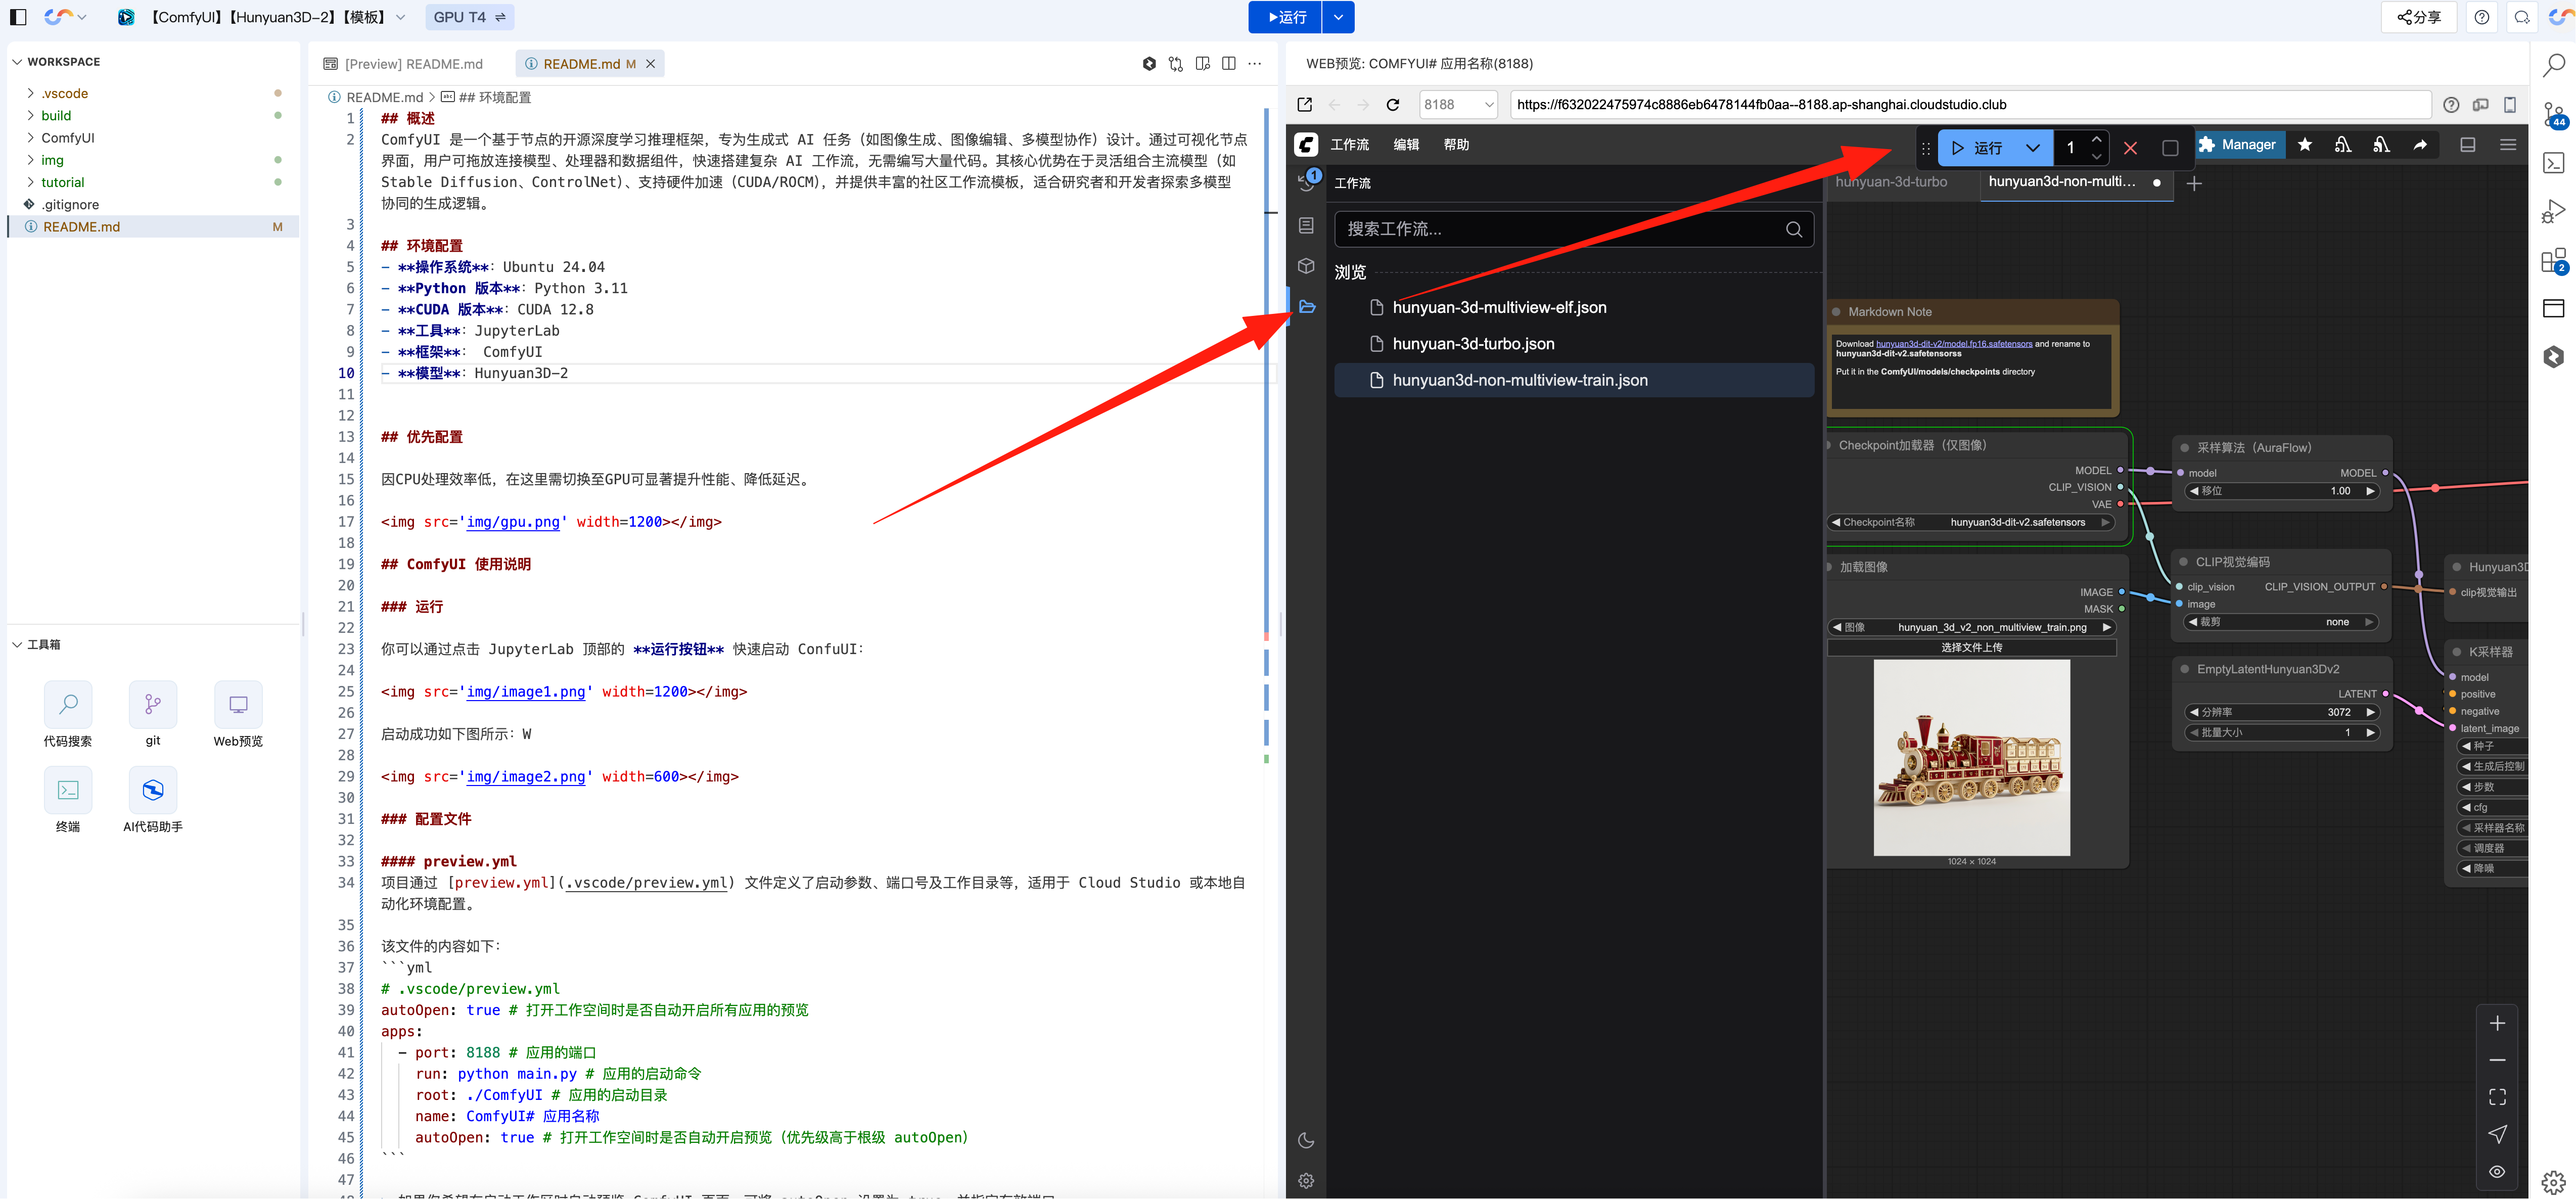 【ComfyUI】【Hunyuan3D-2】【模板】
GPU T4
运行
分享
WORKSPACE
.vscode
build
ComfyUI
img
tutorial
.gitignore
README.md M
工具箱
代码搜索
git
Web预览
终端
AI代码助手
[Preview] README.md
README.md M
README.md > ## 环境配置
1 ## 概述
2 ComfyUI 是一个基于节点的开源深度学习推理框架，专为生成式 AI 任务（如图像生成、图像编辑、多模型协作）设计。通过可视化节点
界面，用户可拖放连接模型、处理器和数据组件，快速搭建复杂 AI 工作流，无需编写大量代码。其核心优势在于灵活组合主流模型（如
Stable Diffusion、ControlNet）、支持硬件加速（CUDA/ROCM），并提供丰富的社区工作流模板，适合研究者和开发者探索多模型
协同的生成逻辑。
3
4 ## 环境配置
5 - **操作系统**：Ubuntu 24.04
6 - **Python 版本**：Python 3.11
7 - **CUDA 版本**：CUDA 12.8
8 - **工具**：JupyterLab
9 - **框架**： ComfyUI
10 - **模型**：Hunyuan3D-2
11
12
13 ## 优先配置
14
15 因CPU处理效率低，在这里需切换至GPU可显著提升性能、降低延迟。
16
17 <img src='img/gpu.png' width=1200></img>
18
19 ## ComfyUI 使用说明
20
21 ### 运行
22
23 你可以通过点击 JupyterLab 顶部的 **运行按钮** 快速启动 ConfuUI：
24
25 <img src='img/image1.png' width=1200></img>
26
27 启动成功如下图所示：W
28
29 <img src='img/image2.png' width=600></img>
30
31 ### 配置文件
32
33 #### preview.yml
34 项目通过 [preview.yml](.vscode/preview.yml) 文件定义了启动参数、端口号及工作目录等，适用于 Cloud Studio 或本地自
动化环境配置。
35
36 该文件的内容如下：
37 ```yml
38 # .vscode/preview.yml
39 autoOpen: true # 打开工作空间时是否自动开启所有应用的预览
40 apps:
41 - port: 8188 # 应用的端口
42 run: python main.py # 应用的启动命令
43 root: ./ComfyUI # 应用的启动目录
44 name: ComfyUI# 应用名称
45 autoOpen: true # 打开工作空间时是否自动开启预览（优先级高于根级 autoOpen）
46 ```
47
WEB预览: COMFYUI# 应用名称(8188)
8188
https://f632022475974c8886eb6478144fb0aa--8188.ap-shanghai.cloudstudio.club
工作流 编辑 帮助
运行 1
Manager
1
工作流
搜索工作流...
浏览
hunyuan-3d-multiview-elf.json
hunyuan-3d-turbo.json
hunyuan3d-non-multiview-train.json
hunyuan-3d-turbo
hunyuan3d-non-multi...
Markdown Note
Download hunyuan3d-dit-v2/model.fp16.safetensors and rename to
hunyuan3d-dit-v2.safetensorss
Put it in the ComfyUI/models/checkpoints directory
Checkpoint加载器（仅图像）
MODEL
CLIP_VISION
VAE
Checkpoint名称 hunyuan3d-dit-v2.safetensors
加载图像
IMAGE
MASK
图像 hunyuan_3d_v2_non_multiview_train.png
选择文件上传
1024 × 1024
采样算法（AuraFlow）
model MODEL
移位 1.00
CLIP视觉编码
clip_vision CLIP_VISION_OUTPUT
image
裁剪 none
EmptyLatentHunyuan3Dv2
LATENT
分辨率 3072
批量大小 1
Hunyuan3D
clip视觉输出
K采样器
model
positive
negative
latent_image
种子
生成后控制
步数
cfg
采样器名称
调度器
降噪
44
2